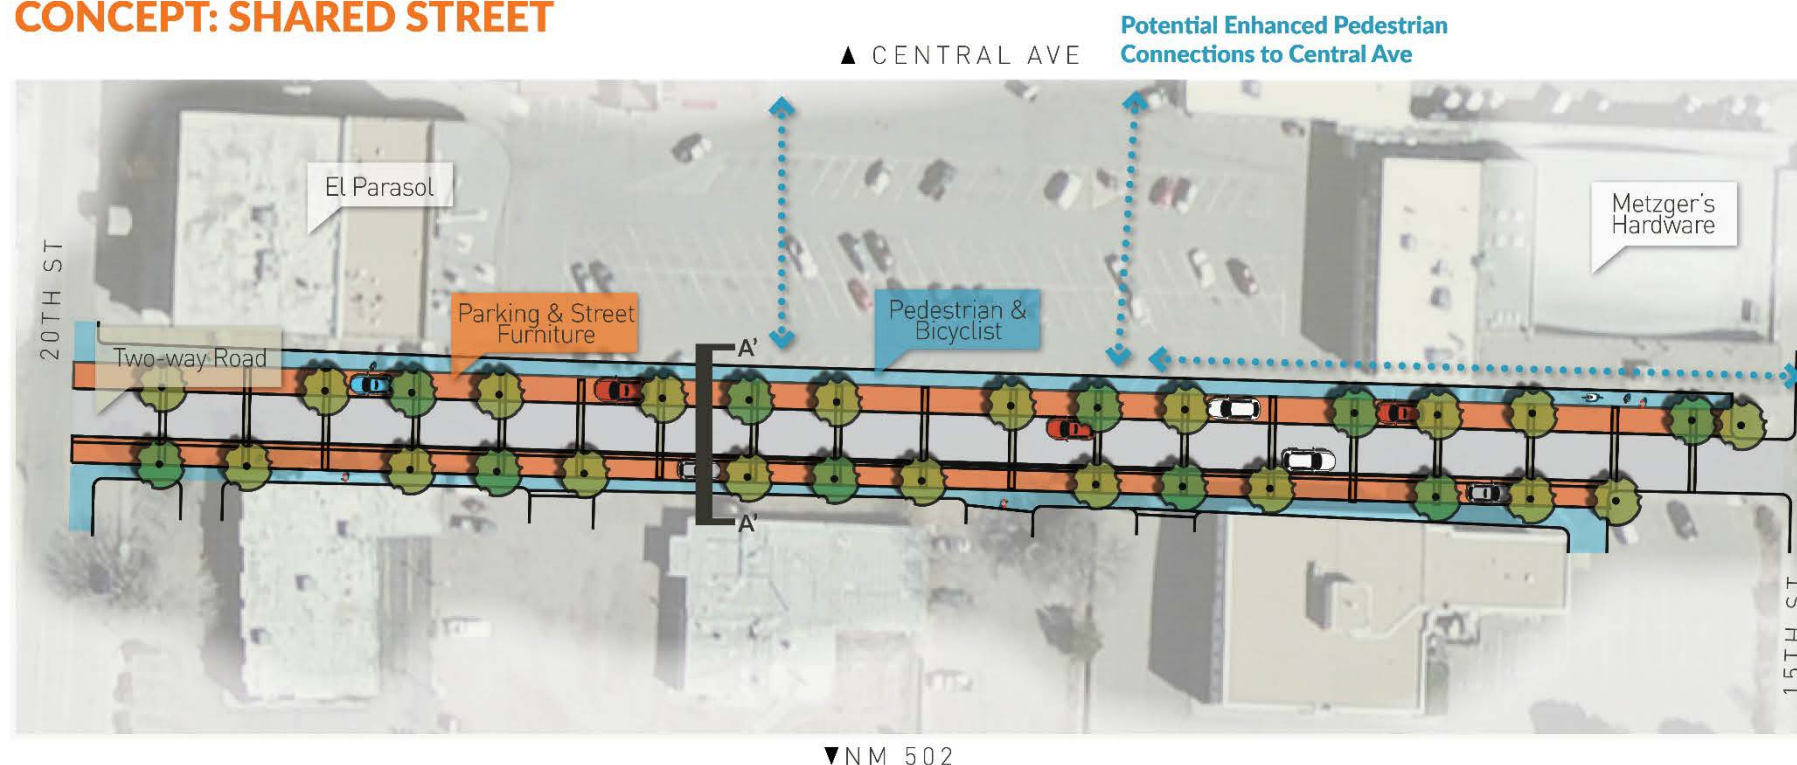 CONCEPT: SHARED STREET
Potential Enhanced Pedestrian
Connections to Central Ave
▲ CENTRAL AVE
El Parasol
Metzger's
Hardware
20TH ST
Parking & Street
Furniture
Pedestrian &
Bicyclist
Two-way Road
A'
A'
15TH ST
▼NM 502